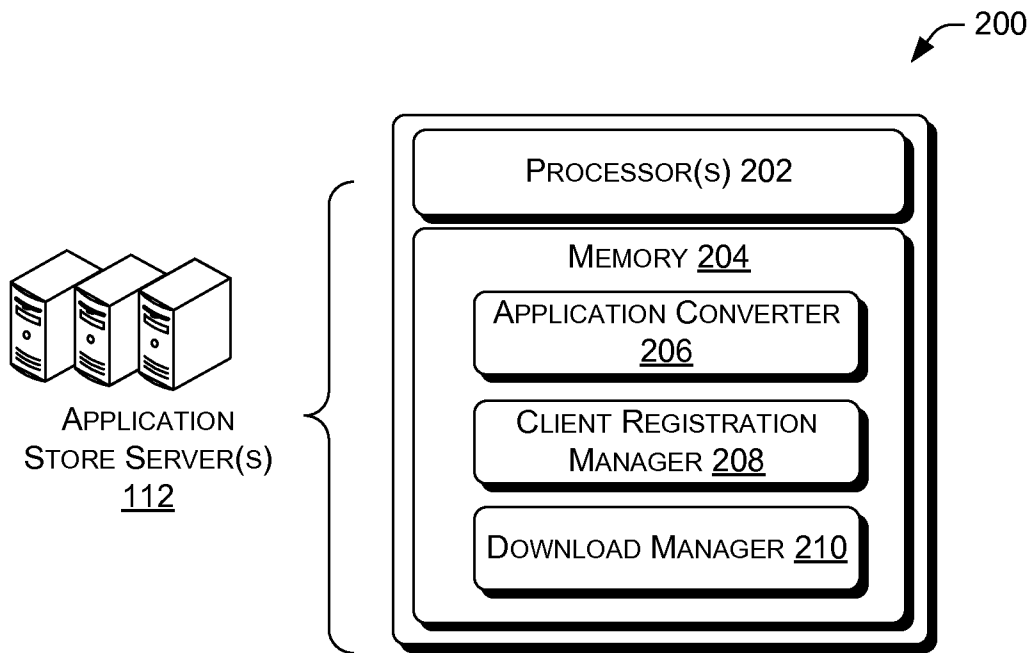 200
PROCESSOR(S) 202
MEMORY 204
APPLICATION CONVERTER
206
CLIENT REGISTRATION
MANAGER 208
DOWNLOAD MANAGER 210
APPLICATION
STORE SERVER(S)
112